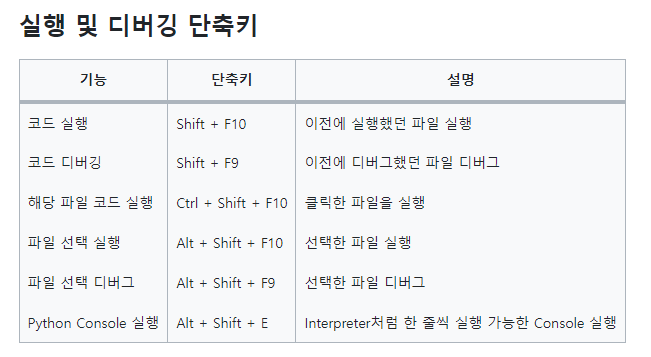 실행 및 디버깅 단축키
기능 단축키 설명
코드 실행 Shift + F10 이전에 실행했던 파일 실행
코드 디버깅 Shift + F9 이전에 디버그했던 파일 디버그
해당 파일 코드 실행 Ctrl + Shift + F10 클릭한 파일을 실행
파일 선택 실행 Alt + Shift + F10 선택한 파일 실행
파일 선택 디버그 Alt + Shift + F9 선택한 파일 디버그
Python Console 실행 Alt + Shift + E Interpreter처럼 한 줄씩 실행 가능한 Console 실행